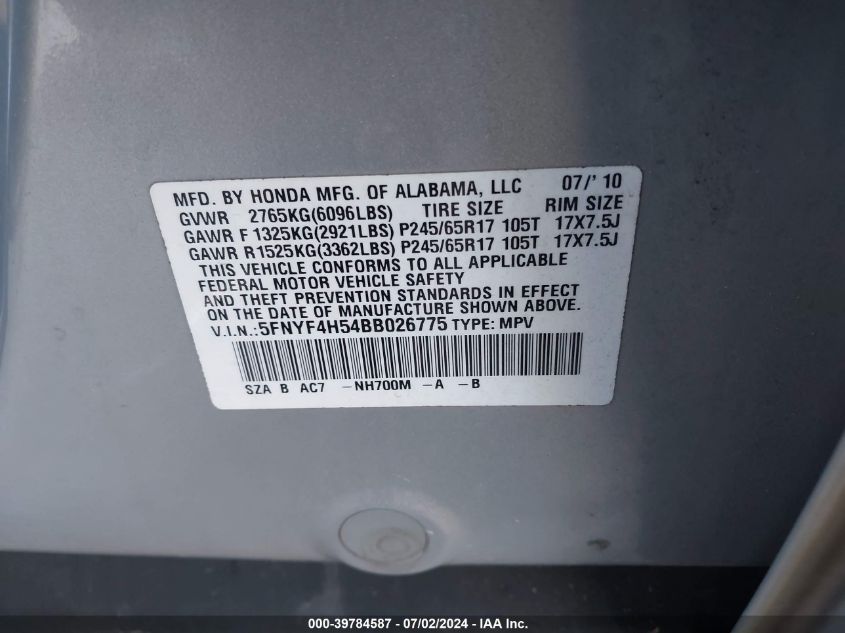 MFD. BY HONDA MFG. OF ALABAMA, LLC 07/'10
GVWR 2765KG(6096LBS) TIRE SIZE RIM SIZE
GAWR F 1325KG(2921LBS) P245/65R17 105T 17X7.5J
GAWR R1525KG(3362LBS) P245/65R17 105T 17X7.5J
THIS VEHICLE CONFORMS TO ALL APPLICABLE
FEDERAL MOTOR VEHICLE SAFETY
AND THEFT PREVENTION STANDARDS IN EFFECT
ON THE DATE OF MANUFACTURE SHOWN ABOVE.
V.I.N.:5FNYF4H54BB026775 TYPE: MPV
SZA B AC7 -NH700M -A -B
000-39784587 - 07/02/2024 - IAA Inc.